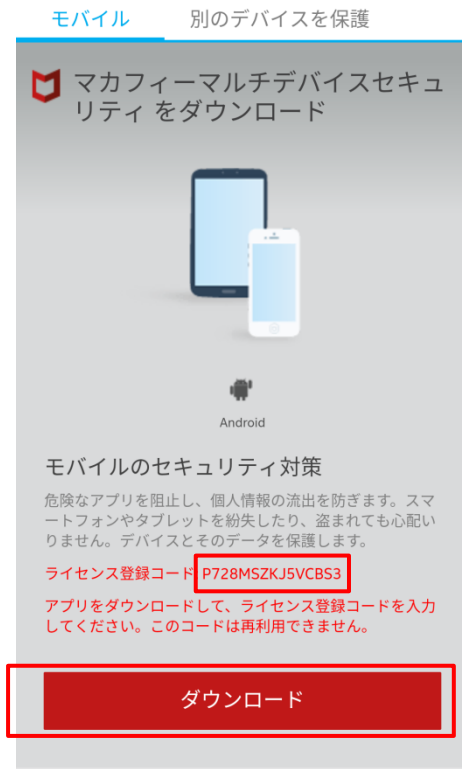 モバイル 別のデバイスを保護
マカフィーマルチデバイスセキュ
リティ をダウンロード
Android
モバイルのセキュリティ対策
危険なアプリを阻止し、個人情報の流出を防ぎます。スマ
ートフォンやタブレットを紛失したり、盗まれても心配い
りません。デバイスとそのデータを保護します。
ライセンス登録コード P728MSZKJ5VCBS3
アプリをダウンロードして、ライセンス登録コードを入力
してください。このコードは再利用できません。
ダウンロード